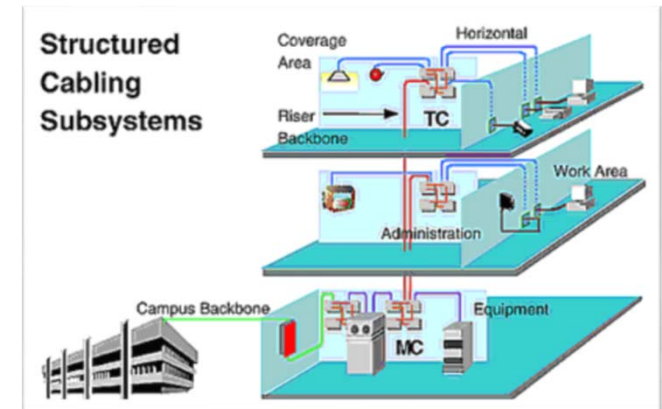 Structured
Cabling
Subsystems
Coverage
Area
Horizontal
Riser
Backbone
TC
Work Area
Administration
Campus Backbone
Equipment
MC